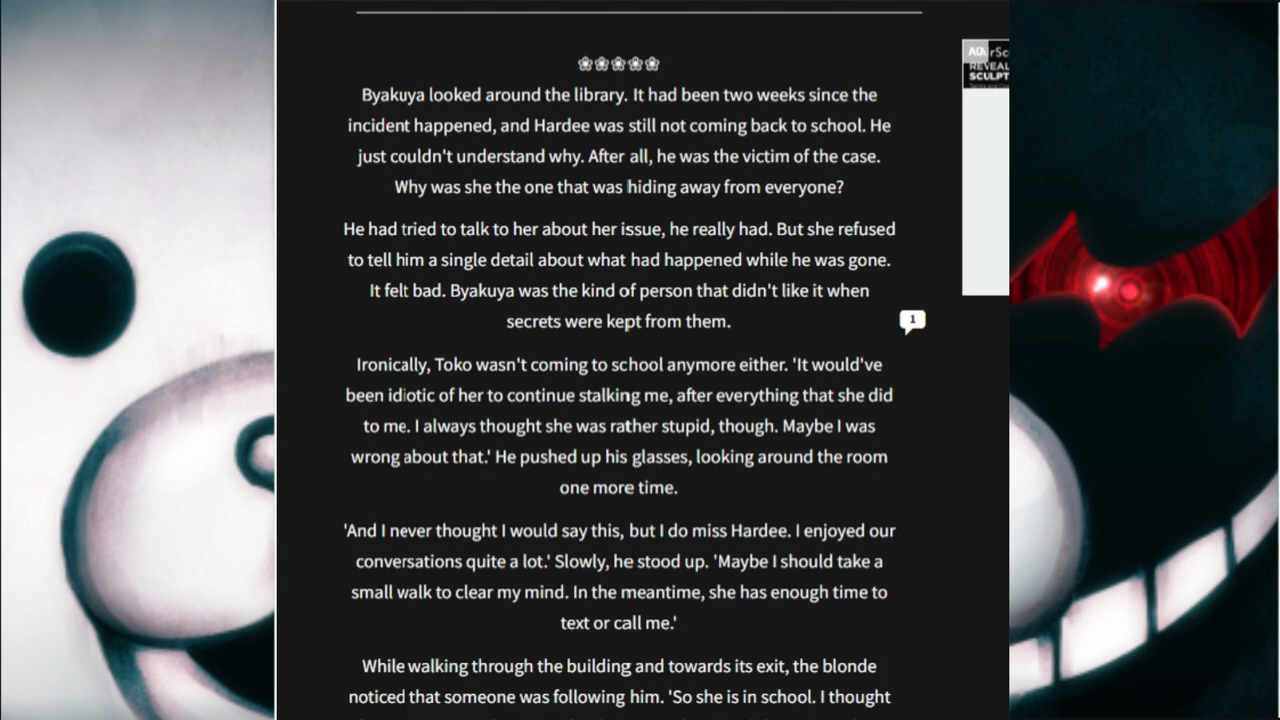 ❀❀❀❀❀
Byakuya looked around the library. It had been two weeks since the
incident happened, and Hardee was still not coming back to school. He
just couldn't understand why. After all, he was the victim of the case.
Why was she the one that was hiding away from everyone?
He had tried to talk to her about her issue, he really had. But she refused
to tell him a single detail about what had happened while he was gone.
It felt bad. Byakuya was the kind of person that didn't like it when
secrets were kept from them.
1
Ironically, Toko wasn't coming to school anymore either. 'It would've
been idiotic of her to continue stalking me, after everything that she did
to me. I always thought she was rather stupid, though. Maybe I was
wrong about that.' He pushed up his glasses, looking around the room
one more time.
'And I never thought I would say this, but I do miss Hardee. I enjoyed our
conversations quite a lot.' Slowly, he stood up. 'Maybe I should take a
small walk to clear my mind. In the meantime, she has enough time to
text or call me.'
While walking through the building and towards its exit, the blonde
noticed that someone was following him. 'So she is in school. I thought
AD
rSc
REVEAL
SCULPT